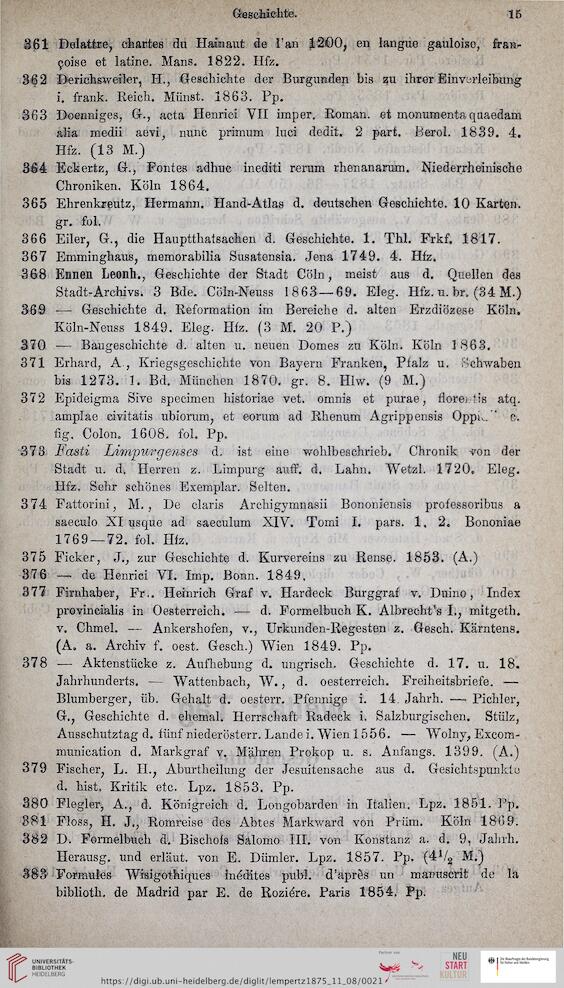 Geschichte. 15
361 Delattre, chartes du Hainaut de l'an 1200, en langue gauloise, fran-
çoise et latine. Mans. 1822. Hfz.
362 Derichsweiler, H., Geschichte der Burgunden bis zu ihrer Einverleibung
i. frank. Reich. Münst. 1863. Pp.
363 Doenniges, G., acta Henrici VII imper. Roman. et monumenta quaedam
alia medii aevi, nunc primum luci dedit. 2 part. Berol. 1839. 4.
Hfz. (13 M.)
364 Eckertz, G., Fontes adhuc inediti rerum rhenanarum. Niederrheinische
Chroniken. Köln 1864.
365 Ehrenkreutz, Hermann. Hand-Atlas d. deutschen Geschichte. 10 Karten.
gr. fol.
366 Eiler, G., die Hauptthatsachen d. Geschichte. 1. Thl. Frkf. 1817.
367 Emminghaus, memorabilia Susatensia. Jena 1749. 4. Hfz.
368 Ennen Leonh., Geschichte der Stadt Cöln, meist aus d. Quellen des
Stadt-Archivs. 3 Bde. Cöln-Neuss 1863—69. Eleg. Hfz. u. br. (34 M.)
369 — Geschichte d. Reformation im Bereiche d. alten Erzdiözese Köln.
Köln-Neuss 1849. Eleg. Hfz. (3 M. 20 P.)
370 — Baugeschichte d. alten u. neuen Domes zu Köln. Köln 1863.
371 Erhard, A., Kriegsgeschichte von Bayern Franken, Pfalz u. Schwaben
bis 1273. 1. Bd. München 1870. gr. 8. Hlw. (9 M.)
372 Epideigma Sive specimen historiae vet. omnis et purae, florentis atq.
amplae civitatis ubiorum, et eorum ad Rhenum Agrippensis c.
fig. Colon. 1608. fol. Pp.
373 Fasti Limpurgenses d. ist eine wohlbeschrieb. Chronik von der
Stadt u. d. Herren z. Limpurg auff. d. Lahn. Wetzl. 1720. Eleg.
Hfz. Sehr schönes Exemplar. Selten.
374 Fattorini, M., De claris Archigymnasii Bononiensis professoribus a
saeculo XI usque ad saeculum XIV. Tomi I. pars. 1. 2. Bononiae
1769—72. fol. Hfz.
375 Ficker, J., zur Geschichte d. Kurvereins zu Rense. 1853. (A.)
376 — de Henrici VI. Imp. Bonn. 1849.
377 Firnhaber, Fr.. Heinrich Graf v. Hardeck Burggraf v. Duino, Index
provincialis in Oesterreich. — d. Formelbuch K. Albrecht's I., mitgeth.
v. Chmel. — Ankershofen, v., Urkunden-Regesten z. Gesch. Kärntens.
(A. a. Archiv f. oest. Gesch.) Wien 1849. Pp.
378 — Aktenstücke z. Aufhebung d. ungrisch. Geschichte d. 17. u. 18.
Jahrhunderts. — Wattenbach, W., d. oesterreich. Freiheitsbriefe. —
Blumberger, üb. Gehalt d. oesterr. Pfennige i. 14. Jahrh. — Pichler,
G., Geschichte d. ehemal. Herrschaft Radeck i. Salzburgischen. Stülz,
Ausschutztag d. fünf niederösterr. Lande i. Wien 1556. — Wolny, Excom-
munication d. Markgraf v. Mähren Prokop u. s. Anfangs. 1399. (A.)
379 Fischer, L. H., Aburtheilung der Jesuitensache aus d. Gesichtspunkte
d. hist. Kritik etc. Lpz. 1853. Pp.
380 Flegler, A., d. Königreich d. Longobarden in Italien. Lpz. 1851. Pp.
381 Floss, H. J., Romreise des Abtes Markward von Prüm. Köln 1869.
382 D. Formelbuch d. Bischofs Salomo III. von Konstanz a. d. 9. Jahrh.
Herausg. und erläut. von E. Dümler. Lpz. 1857. Pp. (4½ M.)
383 Formules Wisigothiques inédites publ. d'après un manuscrit de la
biblioth. de Madrid par E. de Roziére. Paris 1854. Pp.
UNIVERSITÄTS-
BIBLIOTHEK
HEIDELBERG
https://digi.ub.uni-heidelberg.de/diglit/lempertz1875_11_08/0021
NEU
START
KULTUR